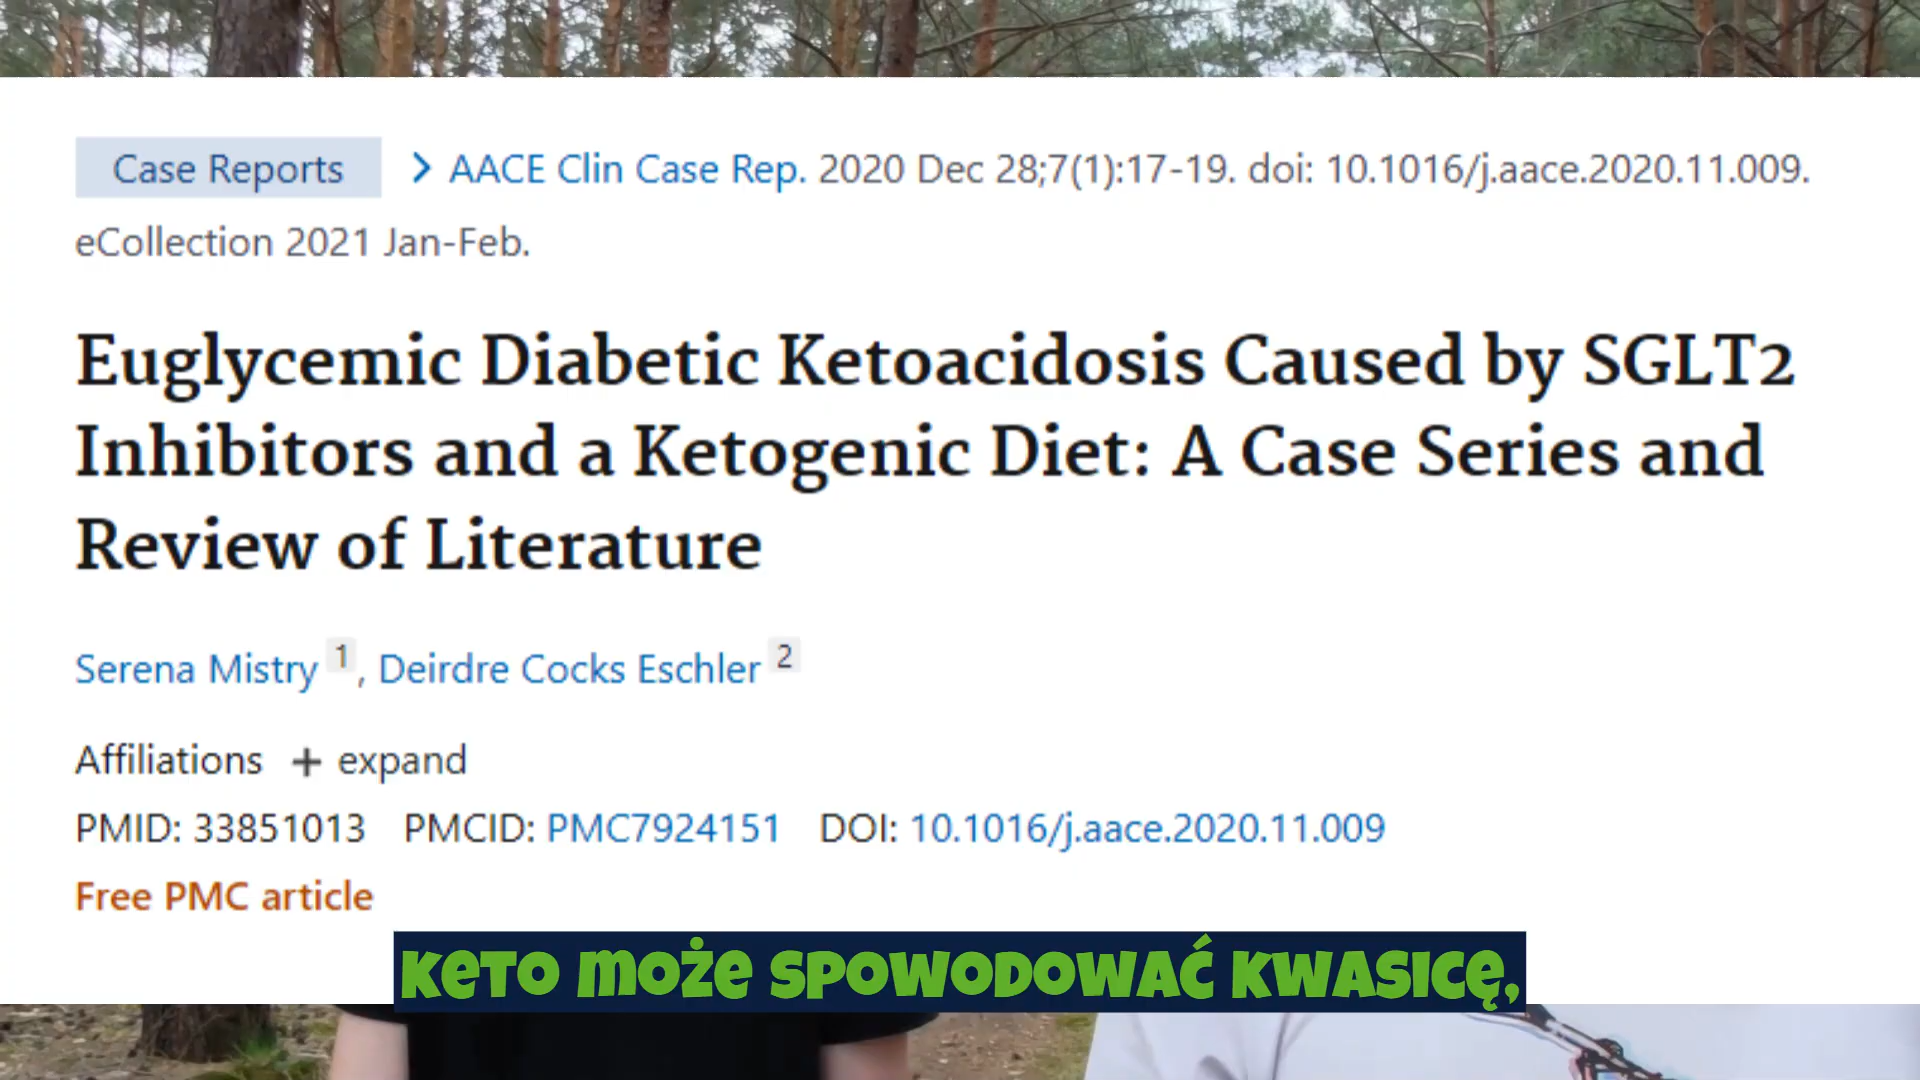 Case Reports > AACE Clin Case Rep. 2020 Dec 28;7(1):17-19. doi: 10.1016/j.aace.2020.11.009.
eCollection 2021 Jan-Feb.
Euglycemic Diabetic Ketoacidosis Caused by SGLT2
Inhibitors and a Ketogenic Diet: A Case Series and
Review of Literature
Serena Mistry 1, Deirdre Cocks Eschler 2
Affiliations + expand
PMID: 33851013 PMCID: PMC7924151 DOI: 10.1016/j.aace.2020.11.009
Free PMC article
KETO MOŻE SPOWODOWAĆ KWASICĘ,